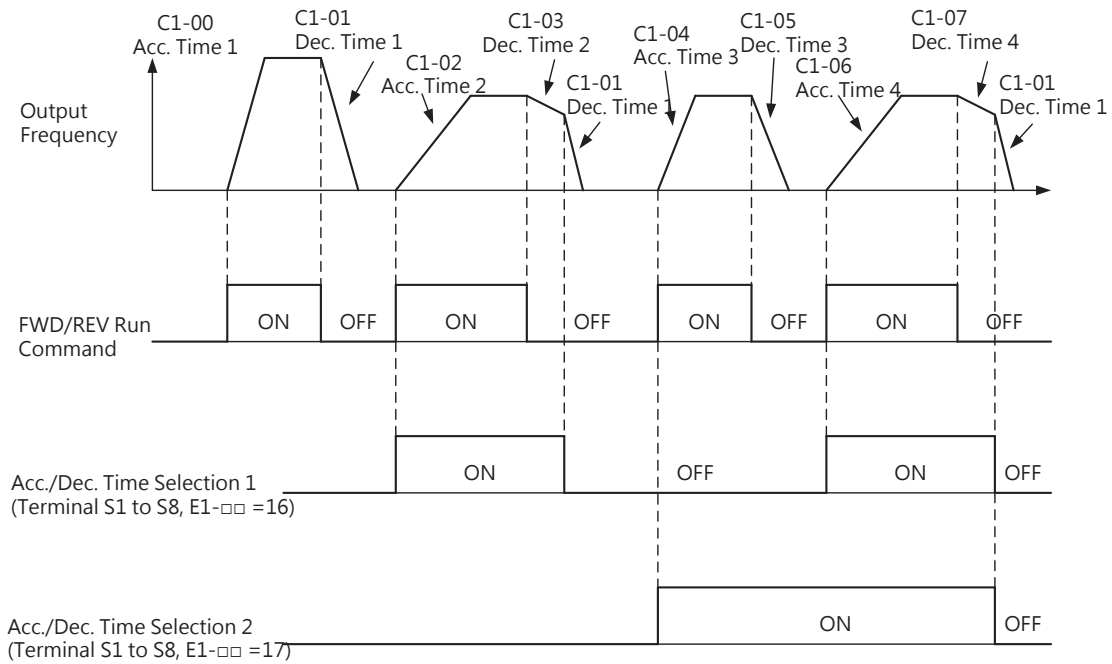 C1-00
Acc. Time 1
C1-01
Dec. Time 1
C1-02
Acc. Time 2
C1-03
Dec. Time 2
C1-01
Dec. Time 1
C1-04
Acc. Time 3
C1-05
Dec. Time 3
C1-06
Acc. Time 4
C1-07
Dec. Time 4
C1-01
Dec. Time 1
Output
Frequency
FWD/REV Run
Command
ON
OFF
ON
OFF
ON
OFF
ON
OFF
Acc./Dec. Time Selection 1
(Terminal S1 to S8, E1-□□ =16)
ON
OFF
ON
OFF
Acc./Dec. Time Selection 2
(Terminal S1 to S8, E1-□□ =17)
ON
OFF